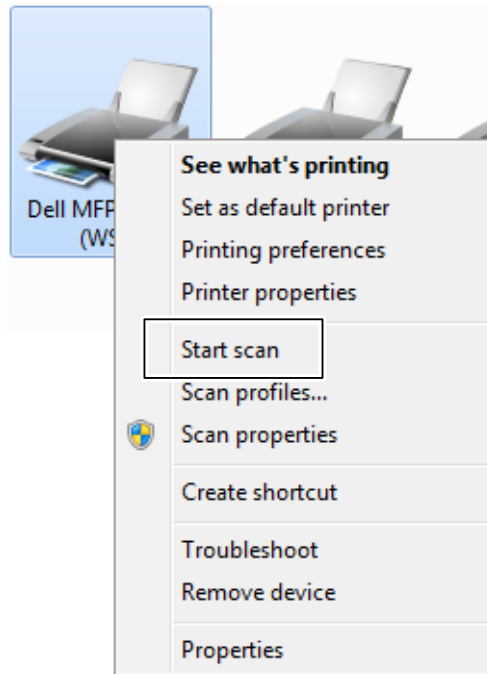 Dell MFP
(WS
See what's printing
Set as default printer
Printing preferences
Printer properties
Start scan
Scan profiles...
Scan properties
Create shortcut
Troubleshoot
Remove device
Properties